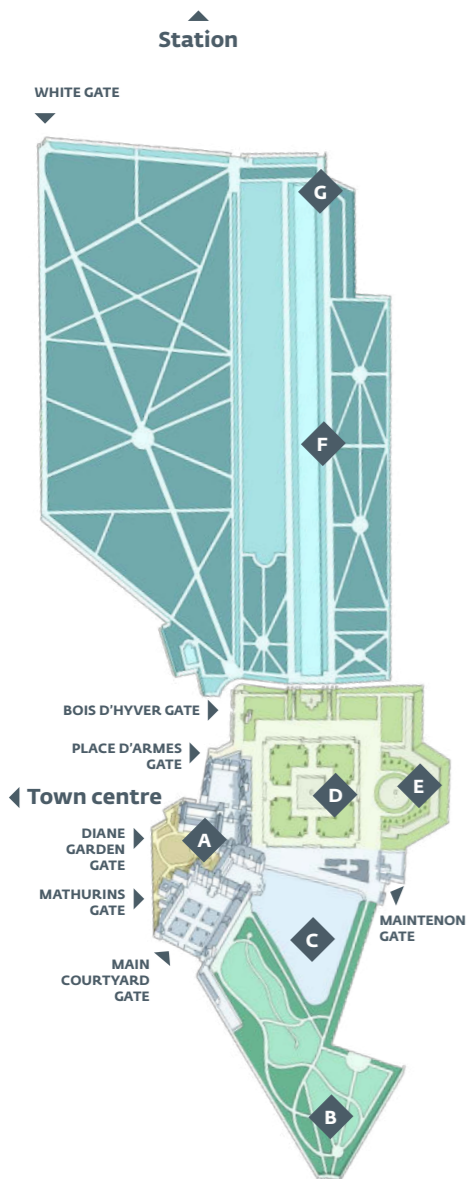 Station
WHITE GATE
G
F
BOIS D'HYVER GATE
PLACE D'ARMES
GATE
E
D
Town centre
A
DIANE
GARDEN
GATE
MATHURINS
GATE
MAINTENON
GATE
C
MAIN
COURTYARD
GATE
B